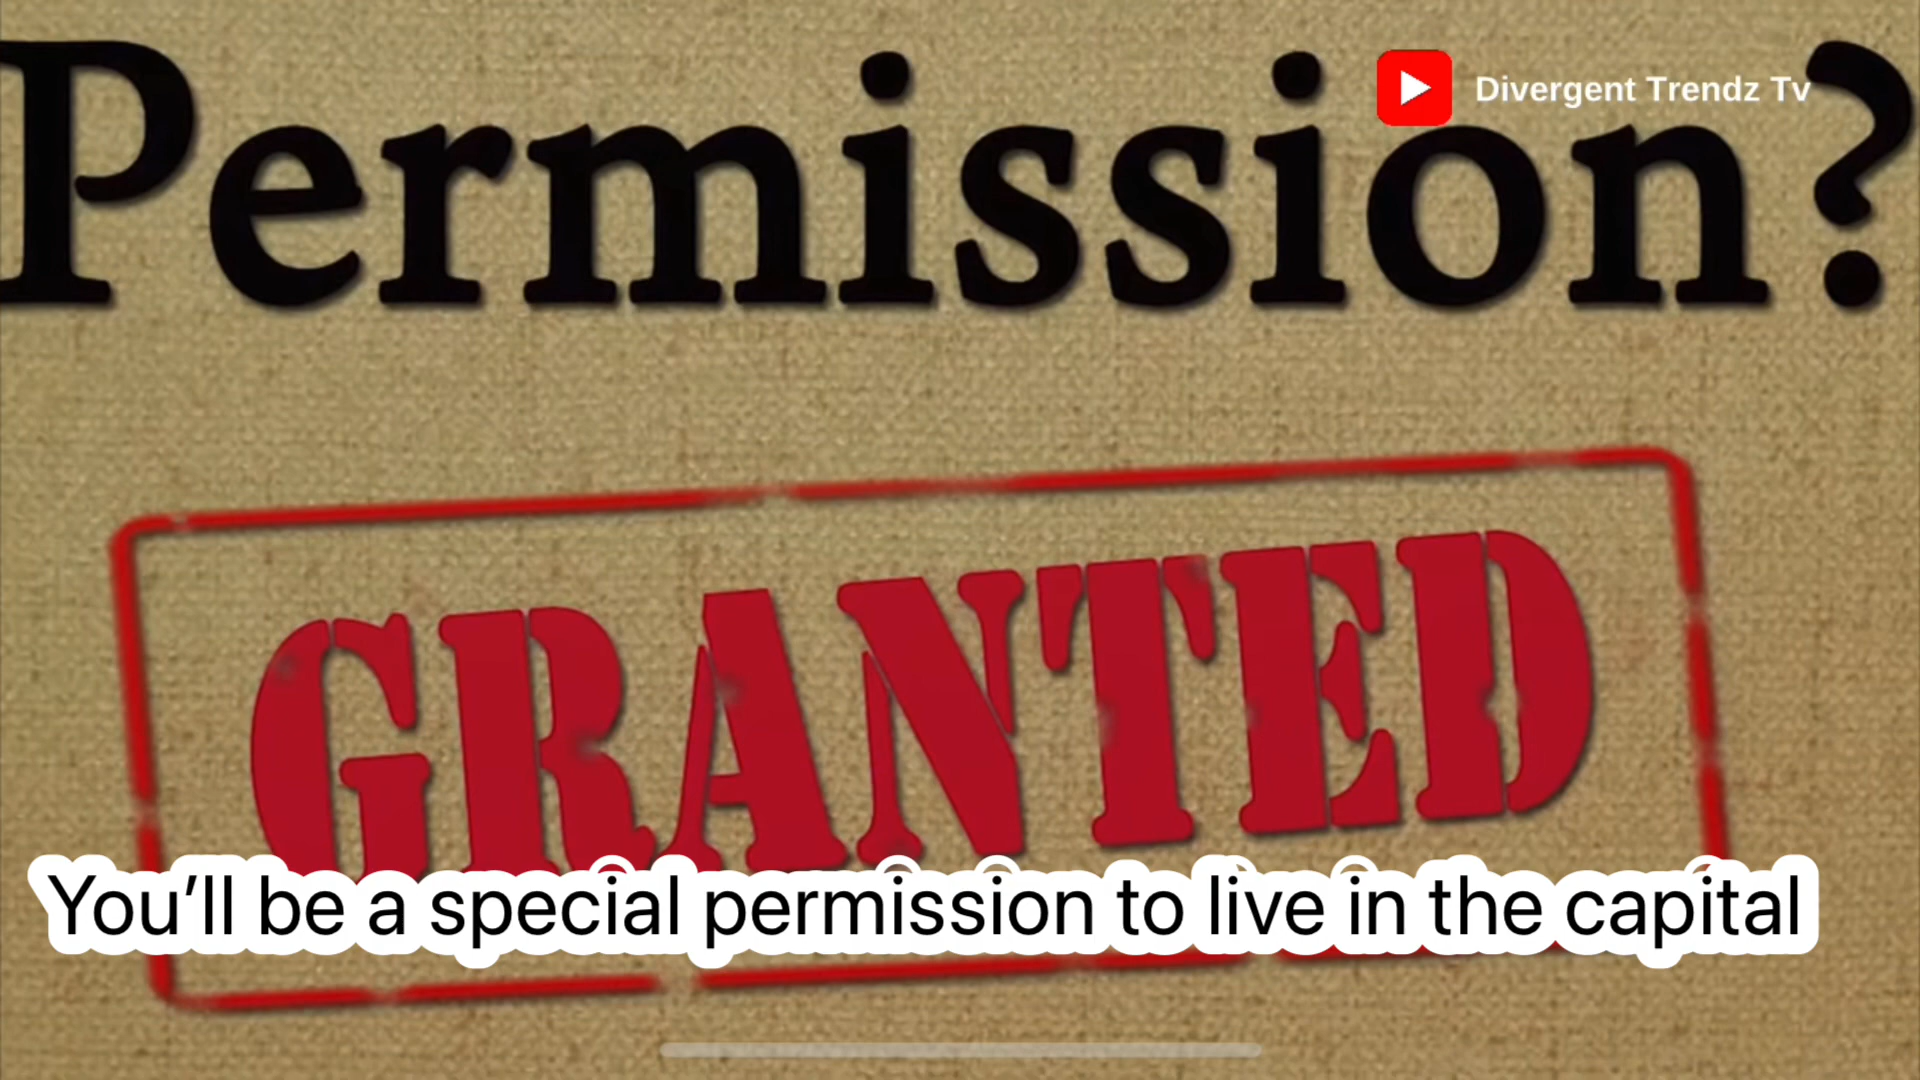 Permission?
Divergent Trendz Tv
GRANTED
You’ll be a special permission to live in the capital